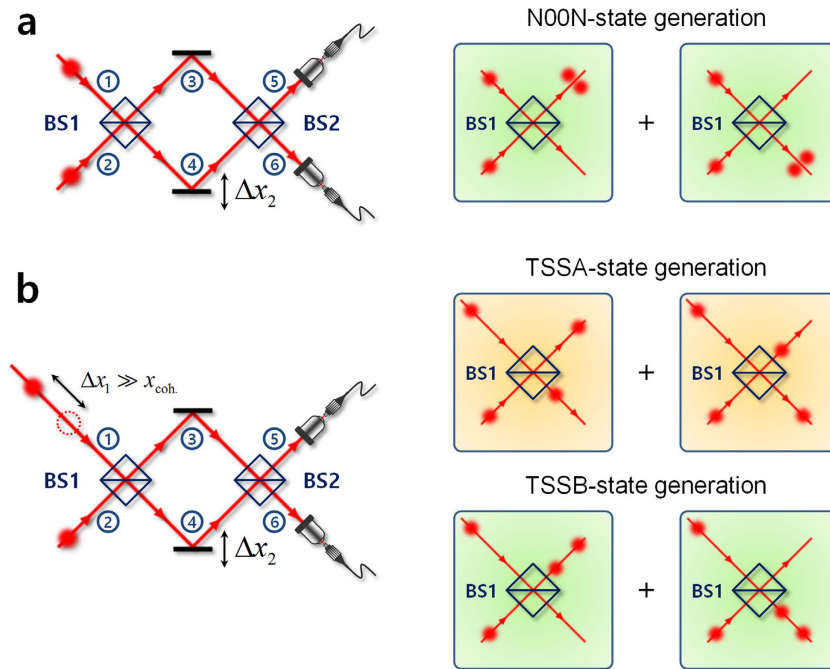 a
①
③
⑤
BS1
BS2
②
④
⑥
Δx₂
N00N-state generation
BS1
+
BS1
b
Δx₁ ≫ x_coh.
①
③
⑤
BS1
BS2
②
④
⑥
Δx₂
TSSA-state generation
BS1
+
BS1
TSSB-state generation
BS1
+
BS1